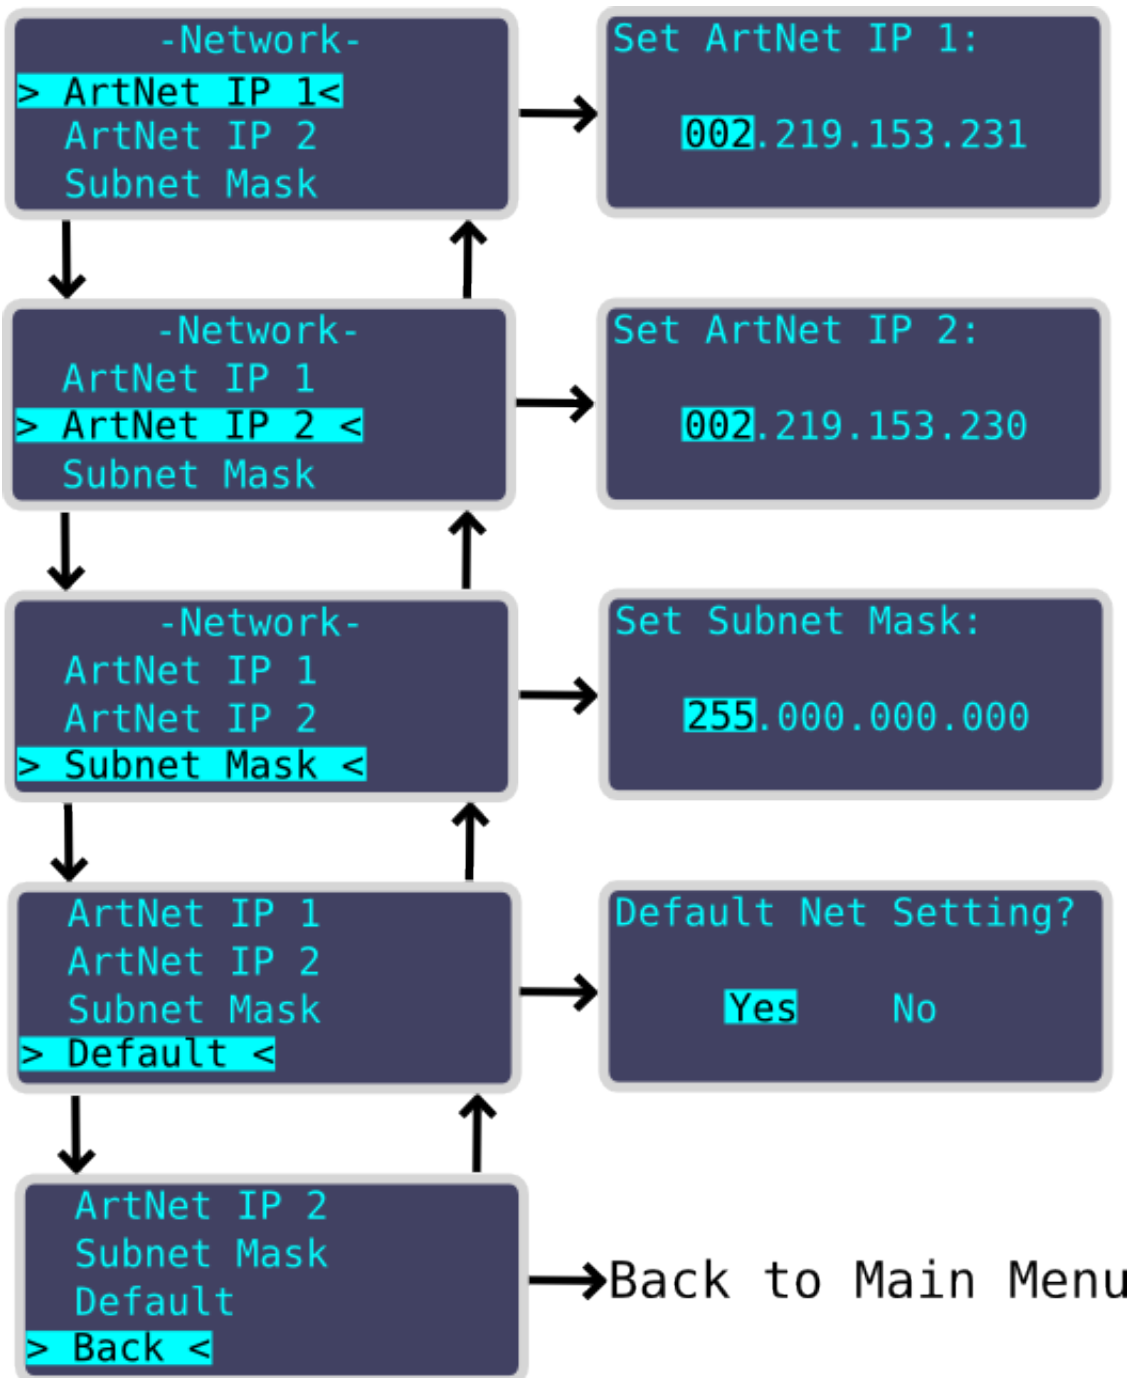 -Network-
> ArtNet IP 1<
ArtNet IP 2
Subnet Mask
Set ArtNet IP 1:
002.219.153.231
-Network-
ArtNet IP 1
> ArtNet IP 2 <
Subnet Mask
Set ArtNet IP 2:
002.219.153.230
-Network-
ArtNet IP 1
ArtNet IP 2
> Subnet Mask <
Set Subnet Mask:
255.000.000.000
ArtNet IP 1
ArtNet IP 2
Subnet Mask
> Default <
Default Net Setting?
Yes No
ArtNet IP 2
Subnet Mask
Default
> Back <
Back to Main Menu